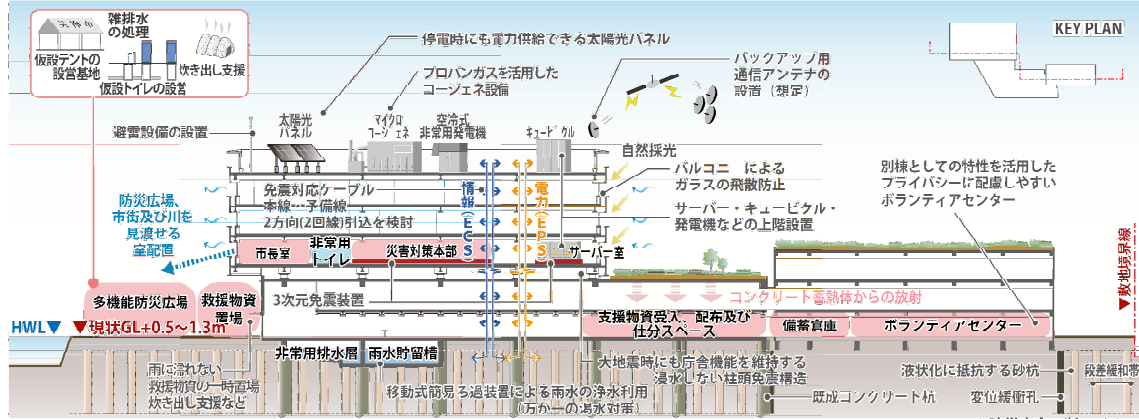 災害時
雑排水
の処理
仮設テントの
設営基地
仮設トイレの設営
炊き出し支援
KEY PLAN
停電時にも電力供給できる太陽光パネル
プロパンガスを活用した
コージェネ設備
バックアップ用
通信アンテナの
設置（想定）
避雷設備の設置
太陽光
パネル
マイクロ
コージェネ
空冷式
非常用発電機
キュービクル
自然採光
バルコニーによる
ガラスの飛散防止
サーバー・キュービクル・
発電機などの上階設置
別棟としての特性を活用した
プライバシーに配慮しやすい
ボランティアセンター
免震対応ケーブル
本線―予備線
2方向(2回線)引込を検討
情報(ECS)
電力(EPS)
防災広場、
市街及び川を
見渡せる
室配置
市長室
非常用
トイレ
災害対策本部
サーバー室
3次元免震装置
コンクリート蓄熱体からの放射
▼敷地境界線
多機能防災広場
救援物資
置場
支援物資受入、配布及び
仕分スペース
備蓄倉庫
ボランティアセンター
HWL▼
▼現状GL+0.5～1.3m
雨に濡れない
救援物資の一時置場
炊き出し支援など
非常用排水層
雨水貯留槽
移動式簡易ろ過装置による雨水の浄水利用
(万が一の渇水対策)
大地震時にも庁舎機能を維持する
浸水しない柱頭免震構造
既成コンクリート杭
液状化に抵抗する砂杭
変位緩衝孔
段差緩和帯